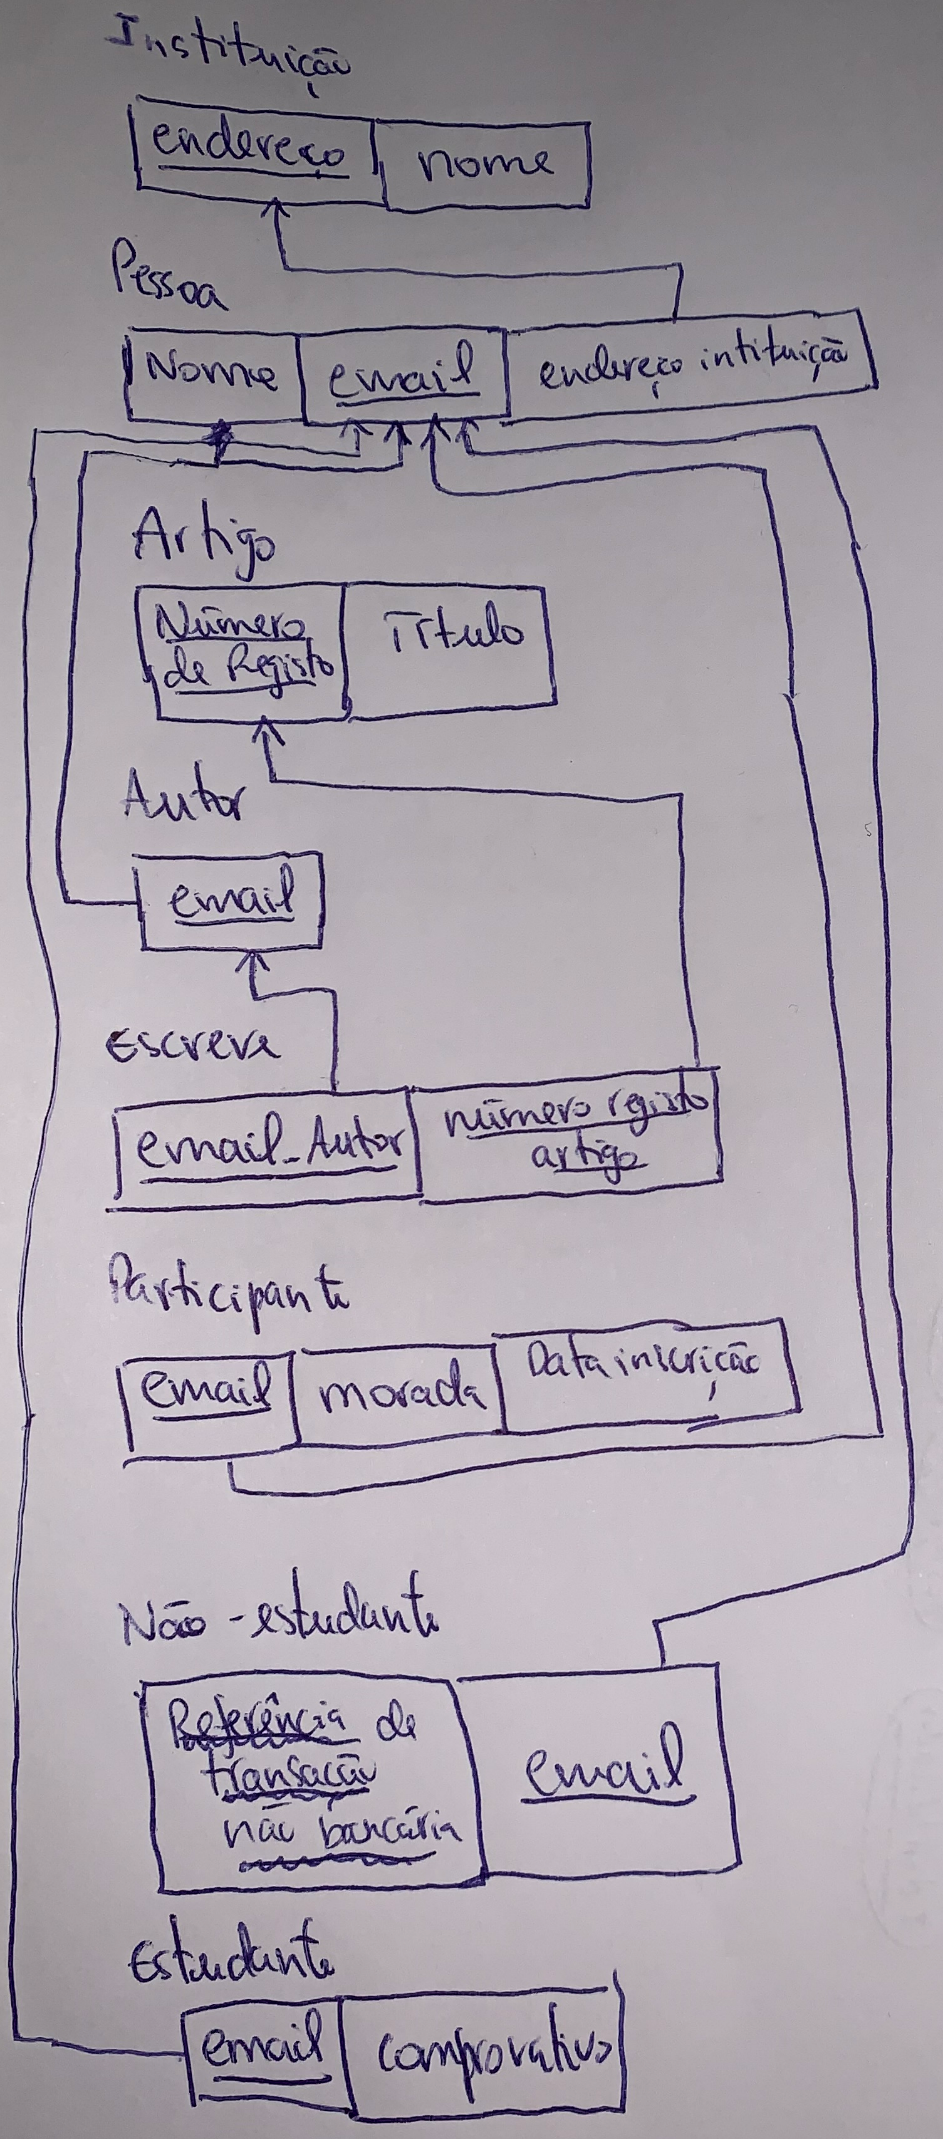 Instituição
endereço nome
Pessoa
Nome email endereço intituição
Artigo
Número Título
de Registo
Autor
email
Escreve
email_Autor número registo
artigo
Participante
email morada Data inscrição
Não-estudante
Referência de
transação
não bancária
email
Estudante
email comprovativo